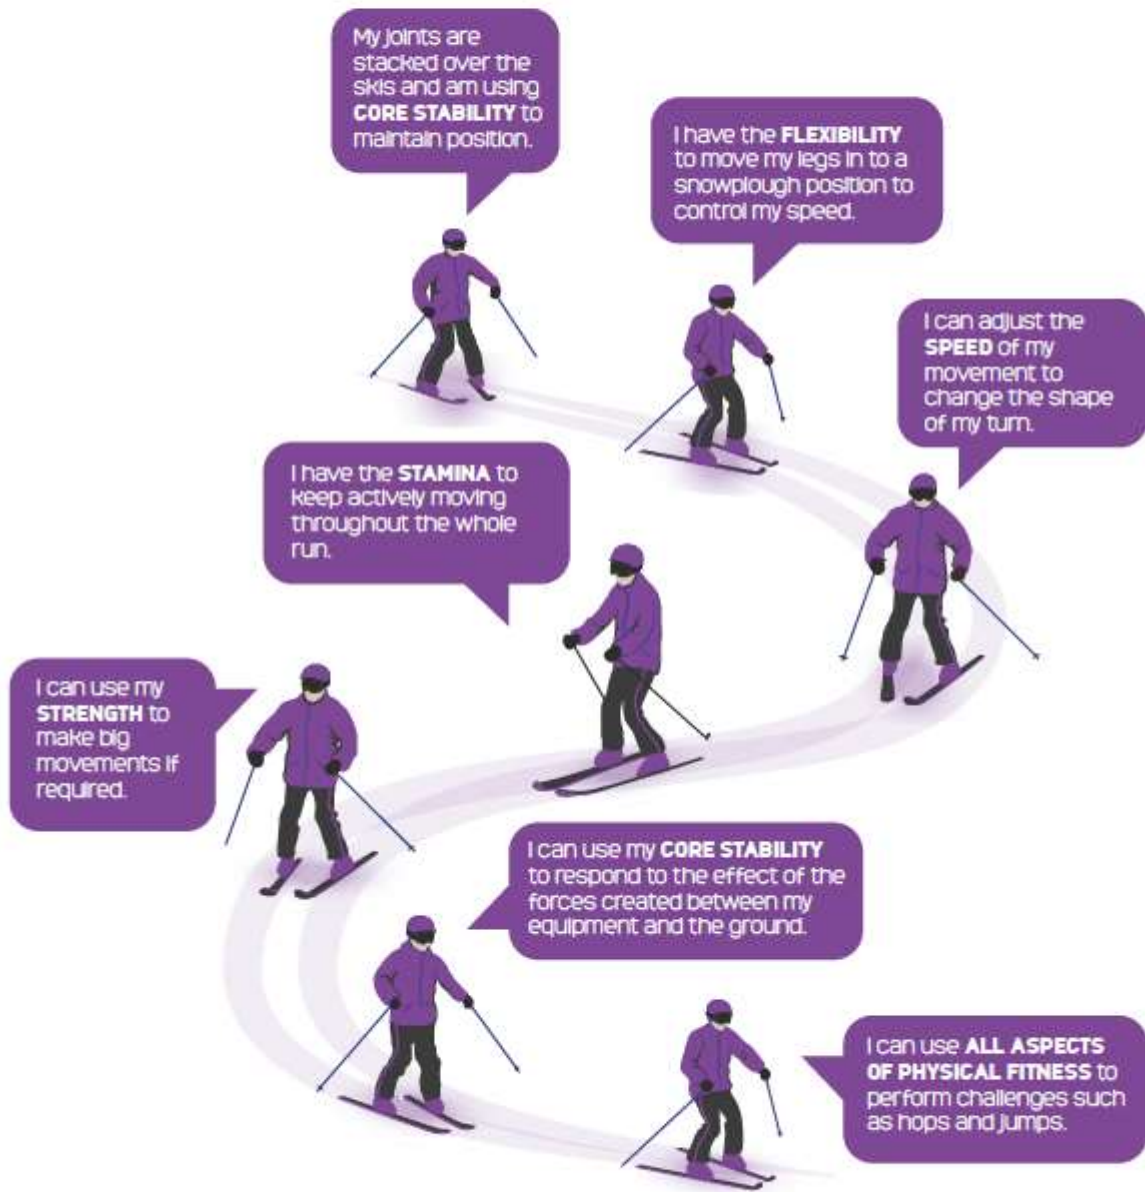 My joints are
stacked over the
skis and am using
CORE STABILITY to
maintain position.
I have the FLEXIBILITY
to move my legs in to a
snowplough position to
control my speed.
I can adjust the
SPEED of my
movement to
change the shape
of my turn.
I have the STAMINA to
keep actively moving
throughout the whole
run.
I can use my
STRENGTH to
make big
movements if
required.
I can use my CORE STABILITY
to respond to the effect of the
forces created between my
equipment and the ground.
I can use ALL ASPECTS
OF PHYSICAL FITNESS to
perform challenges such
as hops and jumps.